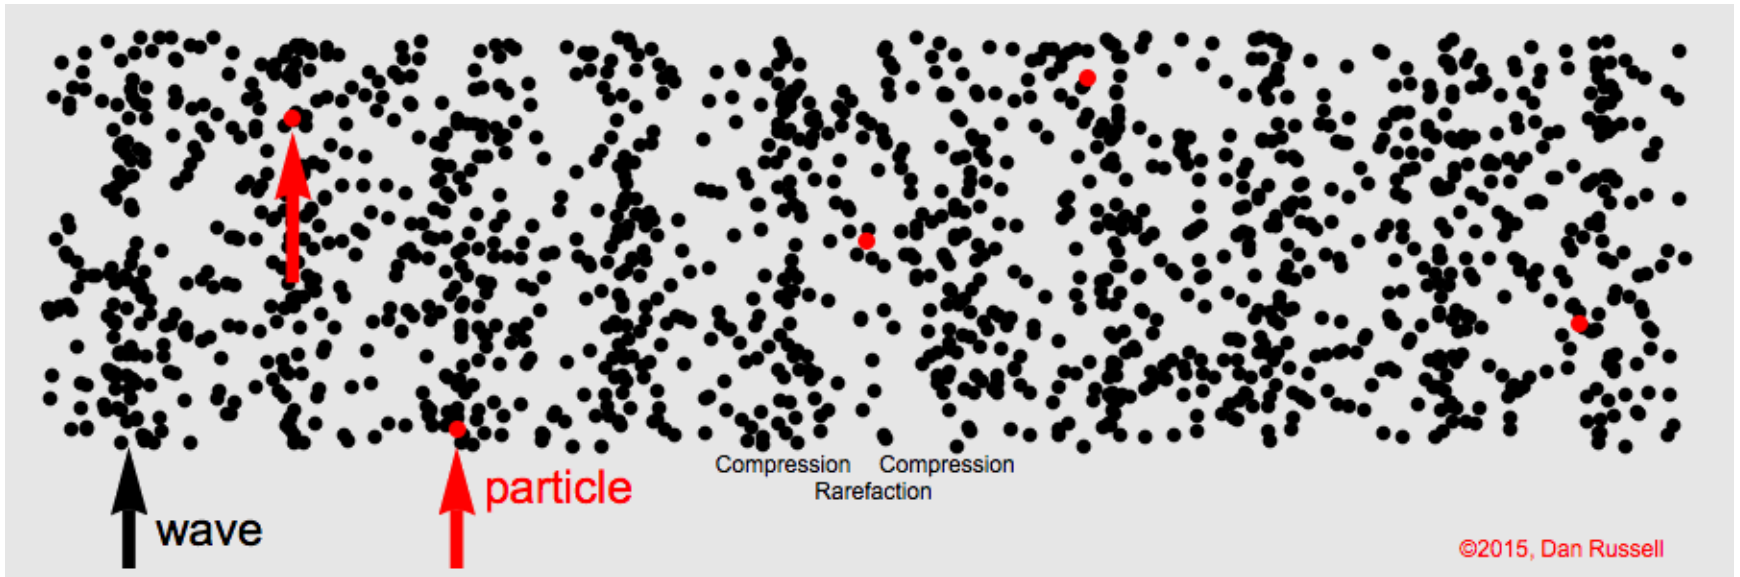 Compression Compression
Rarefaction
particle
wave
©2015, Dan Russell